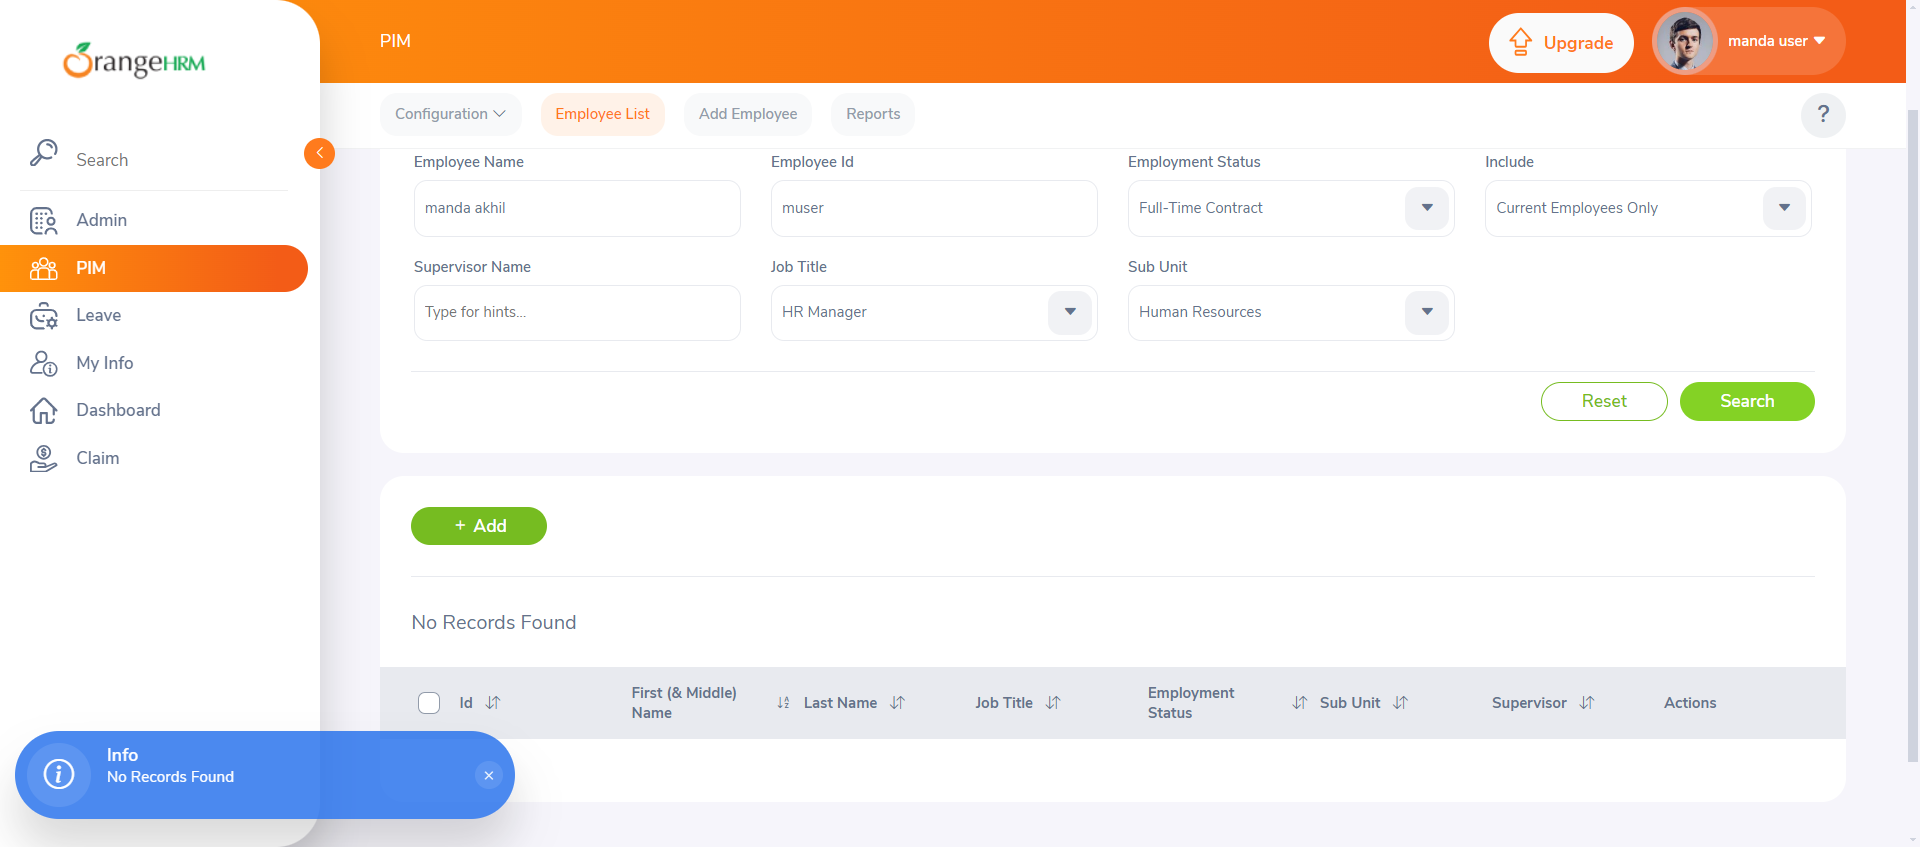 OrangeHRM
PIM
Upgrade
manda user
Configuration
Employee List
Add Employee
Reports
?
Search
Admin
PIM
Leave
My Info
Dashboard
Claim
Employee Name
Employee Id
Employment Status
Include
manda akhil
muser
Full-Time Contract
Current Employees Only
Supervisor Name
Job Title
Sub Unit
Type for hints...
HR Manager
Human Resources
Reset
Search
+ Add
No Records Found
Id
First (& Middle)
Name
Last Name
Job Title
Employment
Status
Sub Unit
Supervisor
Actions
Info
No Records Found